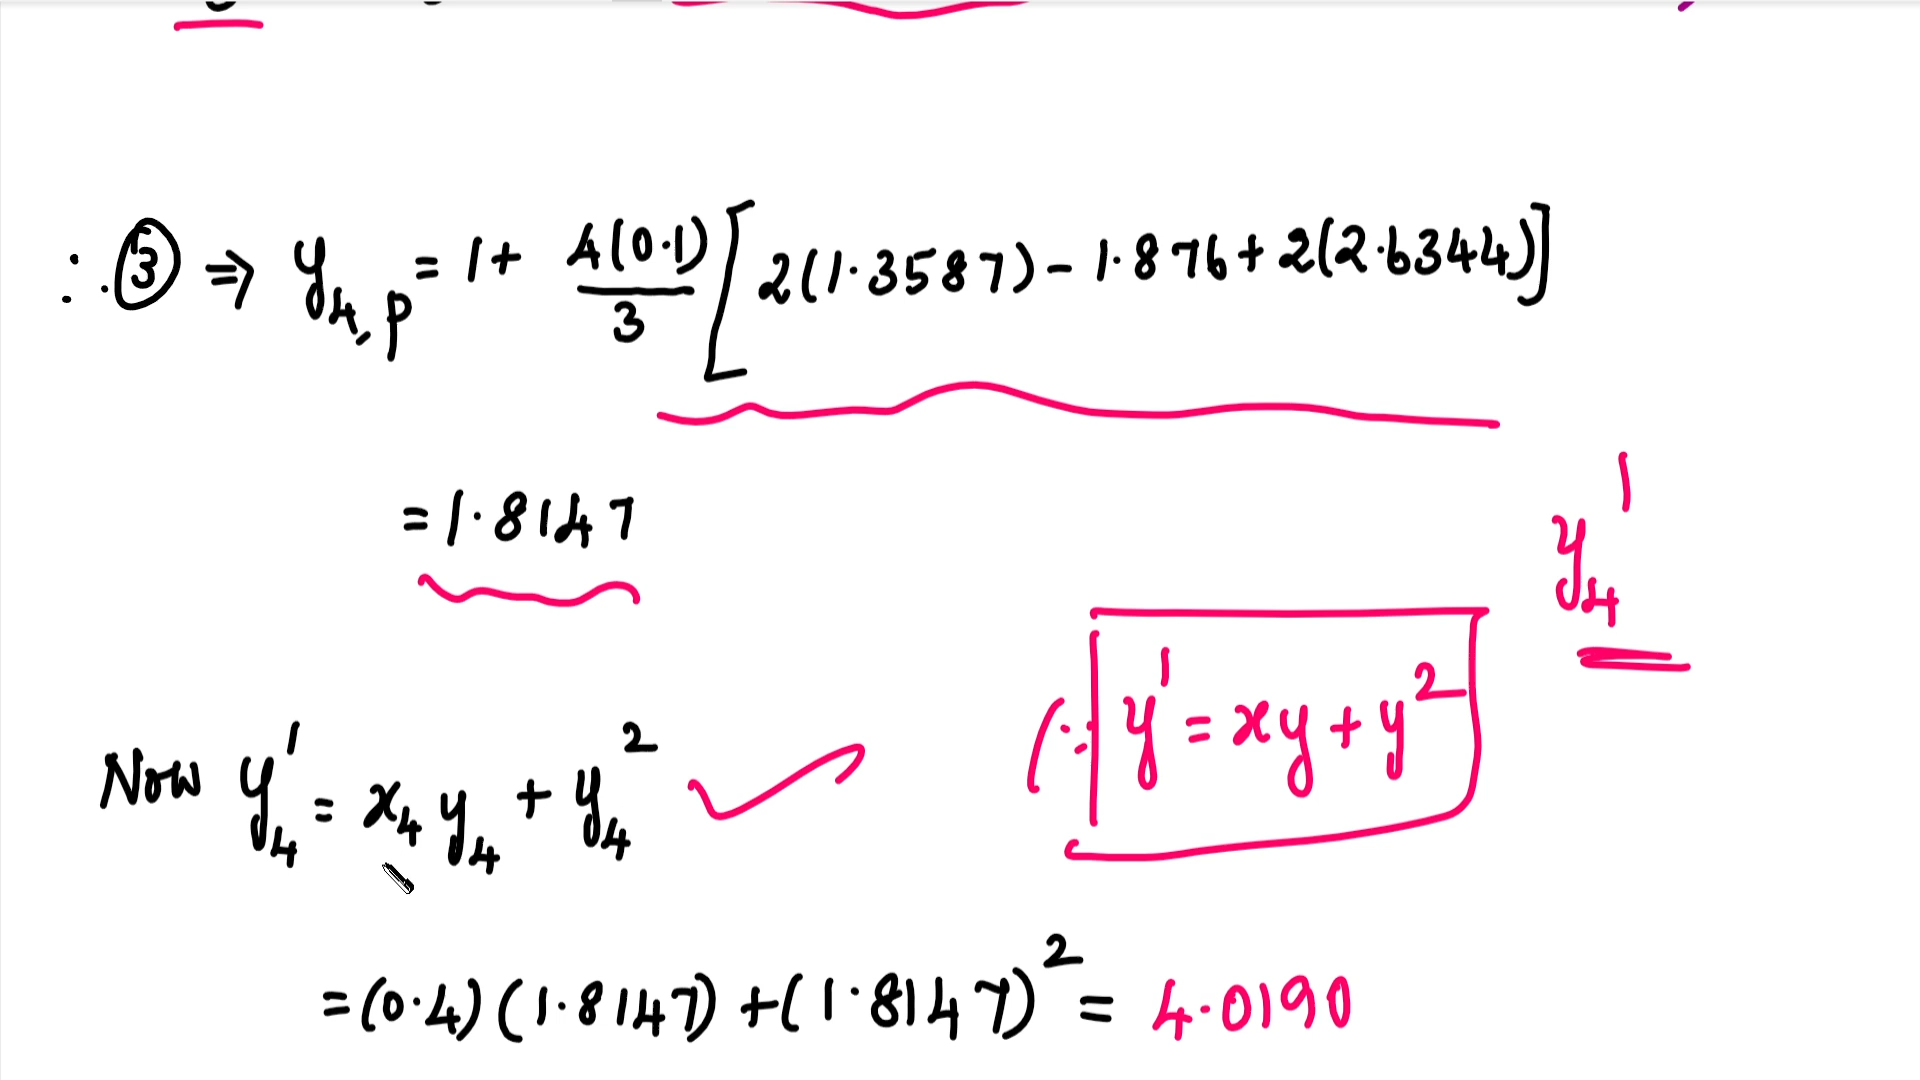 ∴ ③ ⇒ y₄,p = 1 + 4(0.1)/3 [2(1.3587) - 1.876 + 2(2.6344)]
= 1.8147
y₄'
Now y₄' = x₄ y₄ + y₄²
(∵ y' = xy + y²
= (0.4)(1.8147) + (1.8147)² = 4.0190